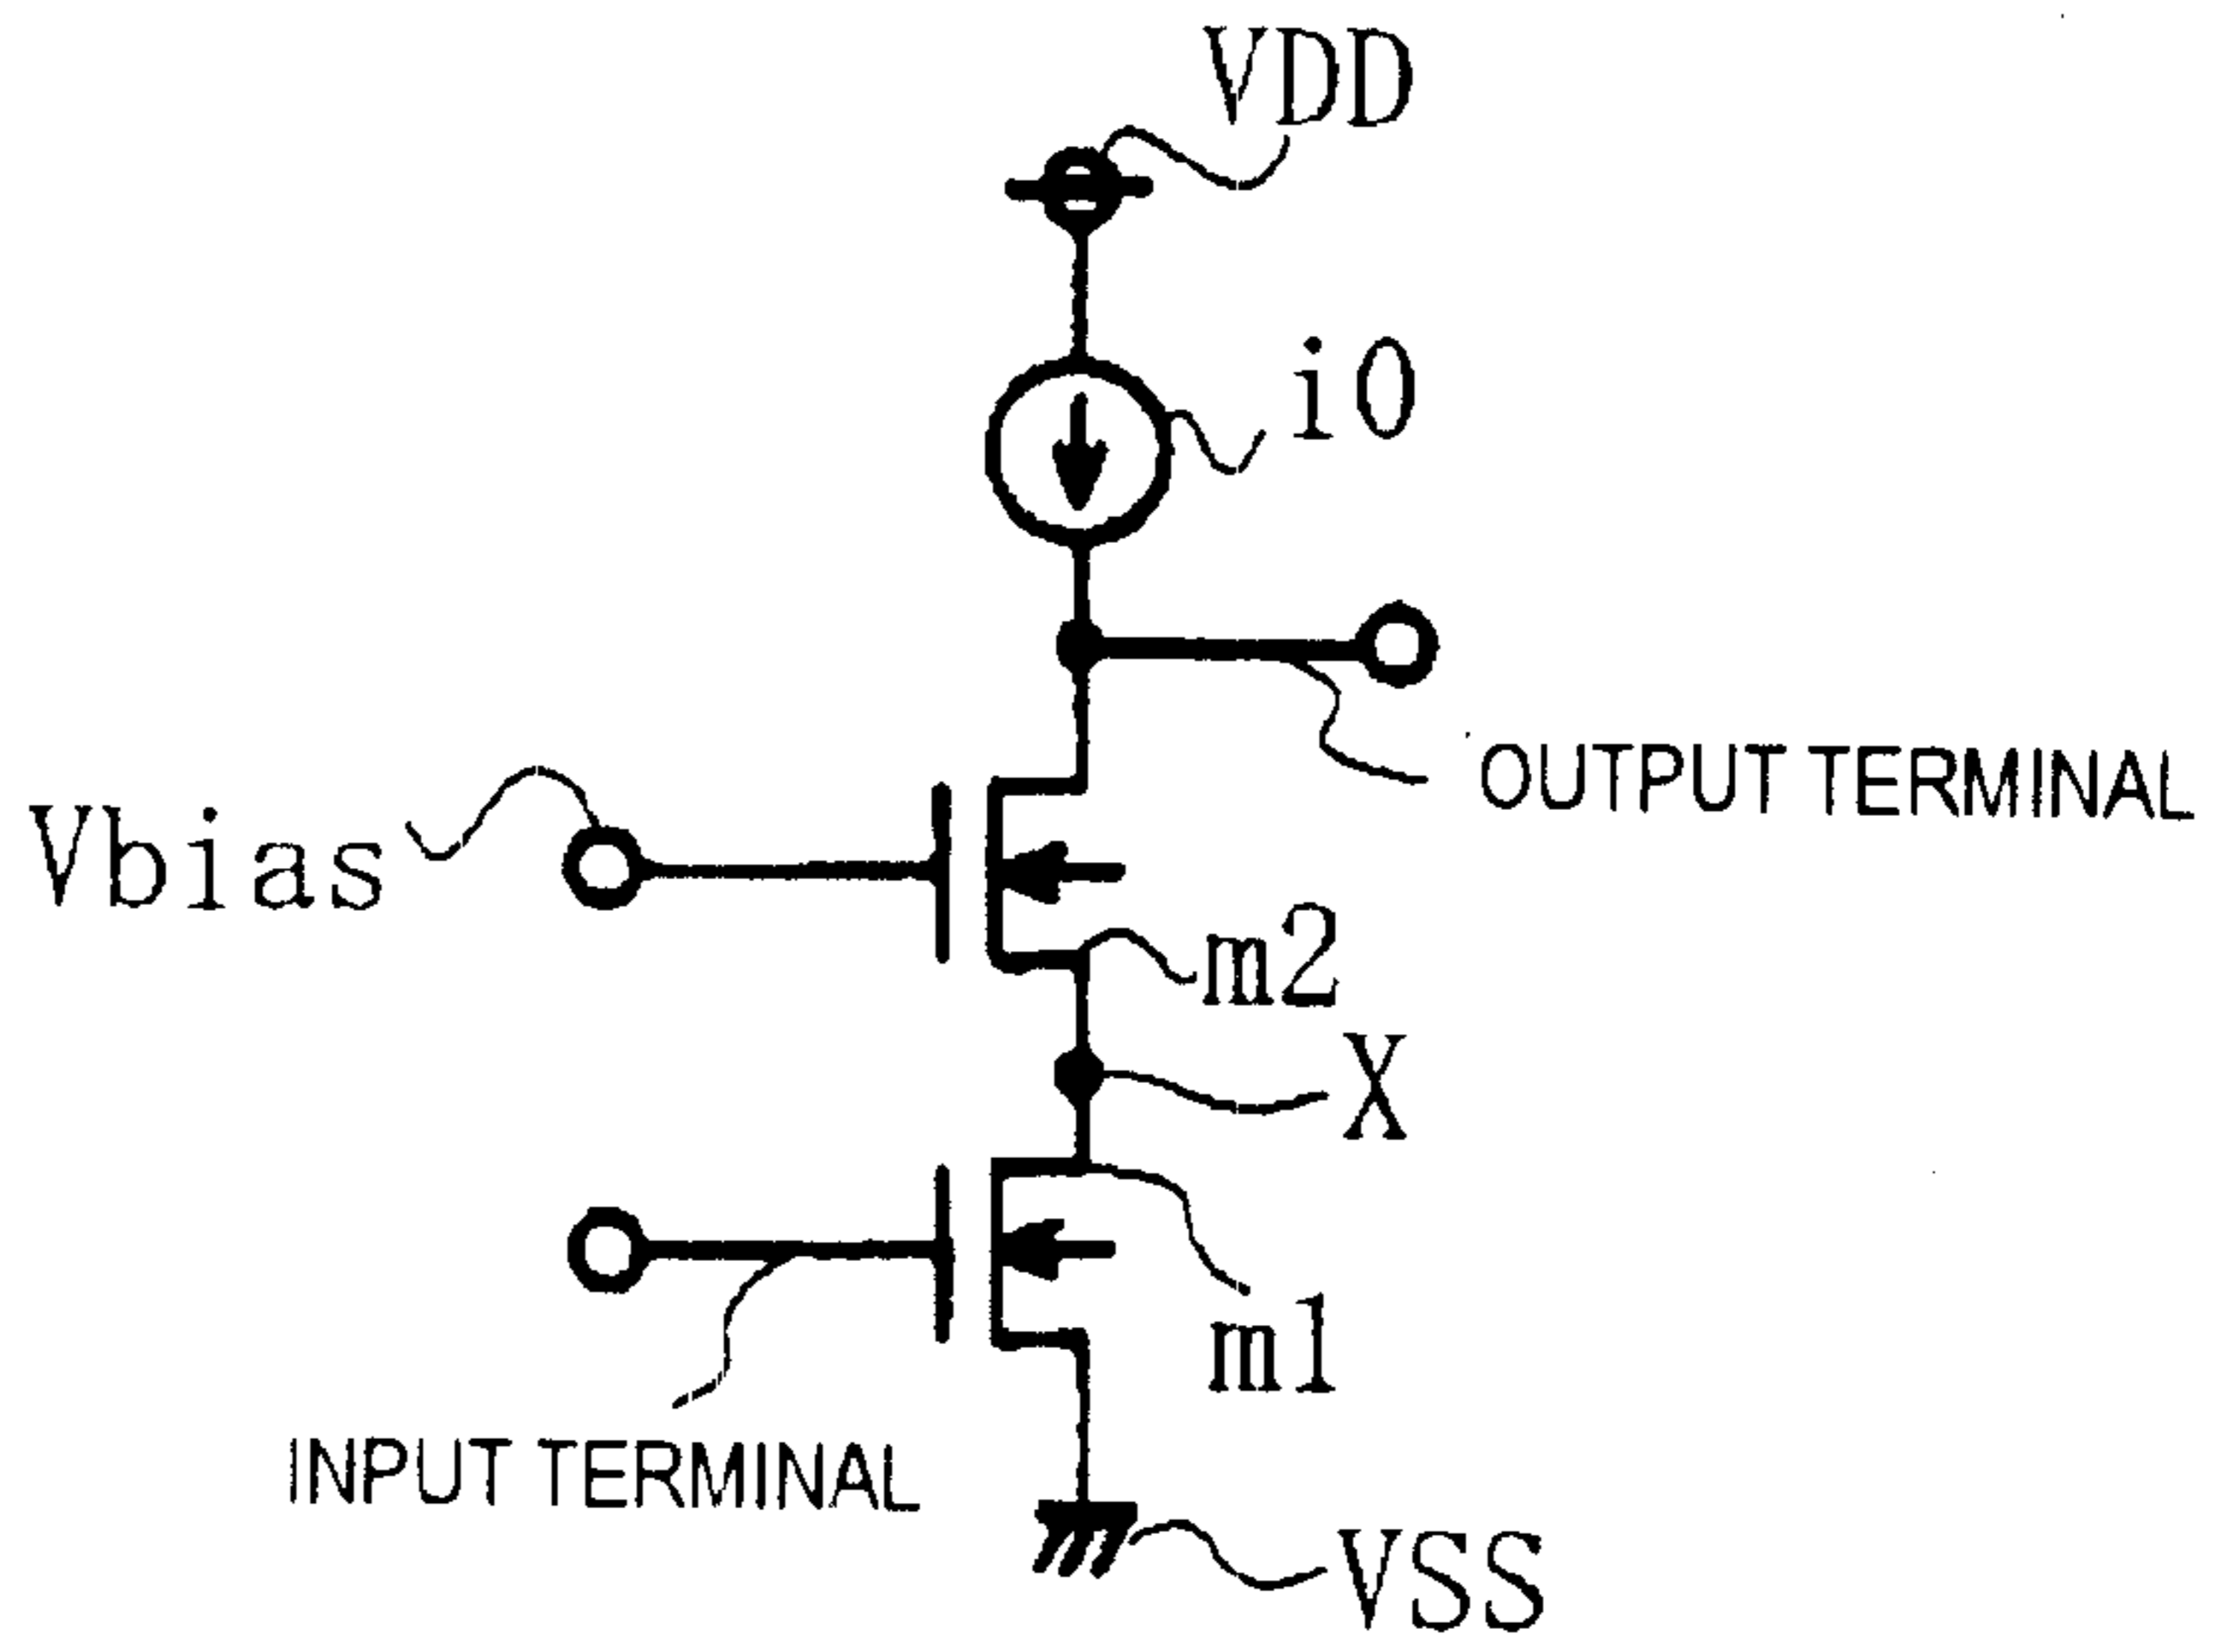 VDD
i0
OUTPUT TERMINAL
Vbias
m2
X
m1
INPUT TERMINAL
VSS